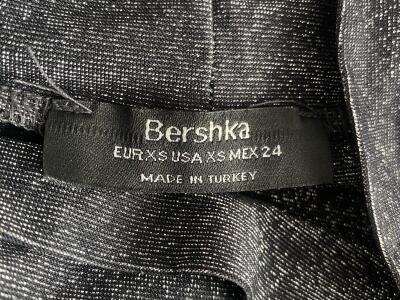 Bershka
EUR XS USA XS MEX 24
MADE IN TURKEY